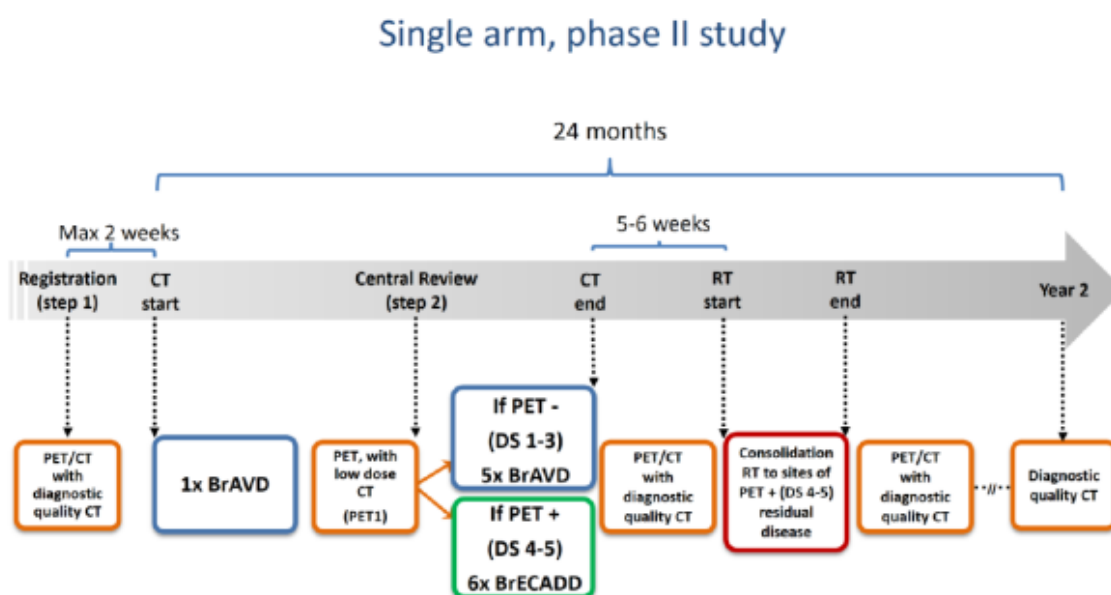 Single arm, phase II study
24 months
Max 2 weeks
5-6 weeks
Registration
(step 1)
CT
start
Central Review
(step 2)
CT
end
RT
start
RT
end
Year 2
PET/CT
with
diagnostic
quality CT
1x BrAVD
PET, with
low dose
CT
(PET1)
If PET -
(DS 1-3)
5x BrAVD
If PET +
(DS 4-5)
6x BrECADD
PET/CT
with
diagnostic
quality CT
Consolidation
RT to sites of
PET + (DS 4-5)
residual
disease
PET/CT
with
diagnostic
quality CT
..//..
Diagnostic
quality CT